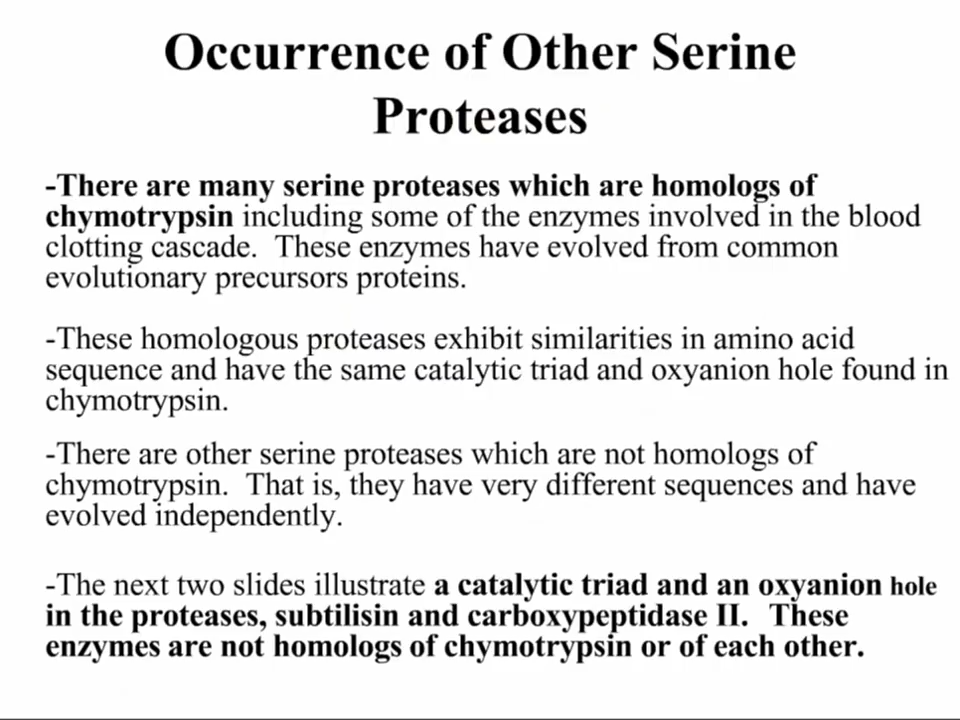 Occurrence of Other Serine
Proteases
-There are many serine proteases which are homologs of
chymotrypsin including some of the enzymes involved in the blood
clotting cascade.  These enzymes have evolved from common
evolutionary precursors proteins.
-These homologous proteases exhibit similarities in amino acid
sequence and have the same catalytic triad and oxyanion hole found in
chymotrypsin.
-There are other serine proteases which are not homologs of
chymotrypsin.  That is, they have very different sequences and have
evolved independently.
-The next two slides illustrate a catalytic triad and an oxyanion hole
in the proteases, subtilisin and carboxypeptidase II.  These
enzymes are not homologs of chymotrypsin or of each other.